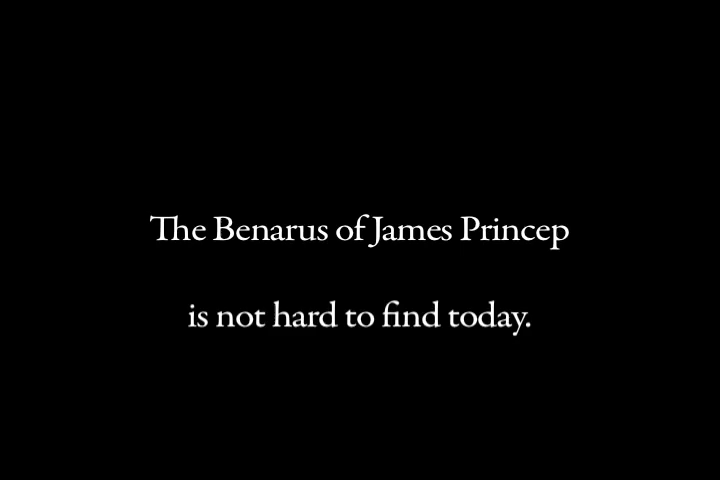 The Benarus of James Princep
is not hard to find today.